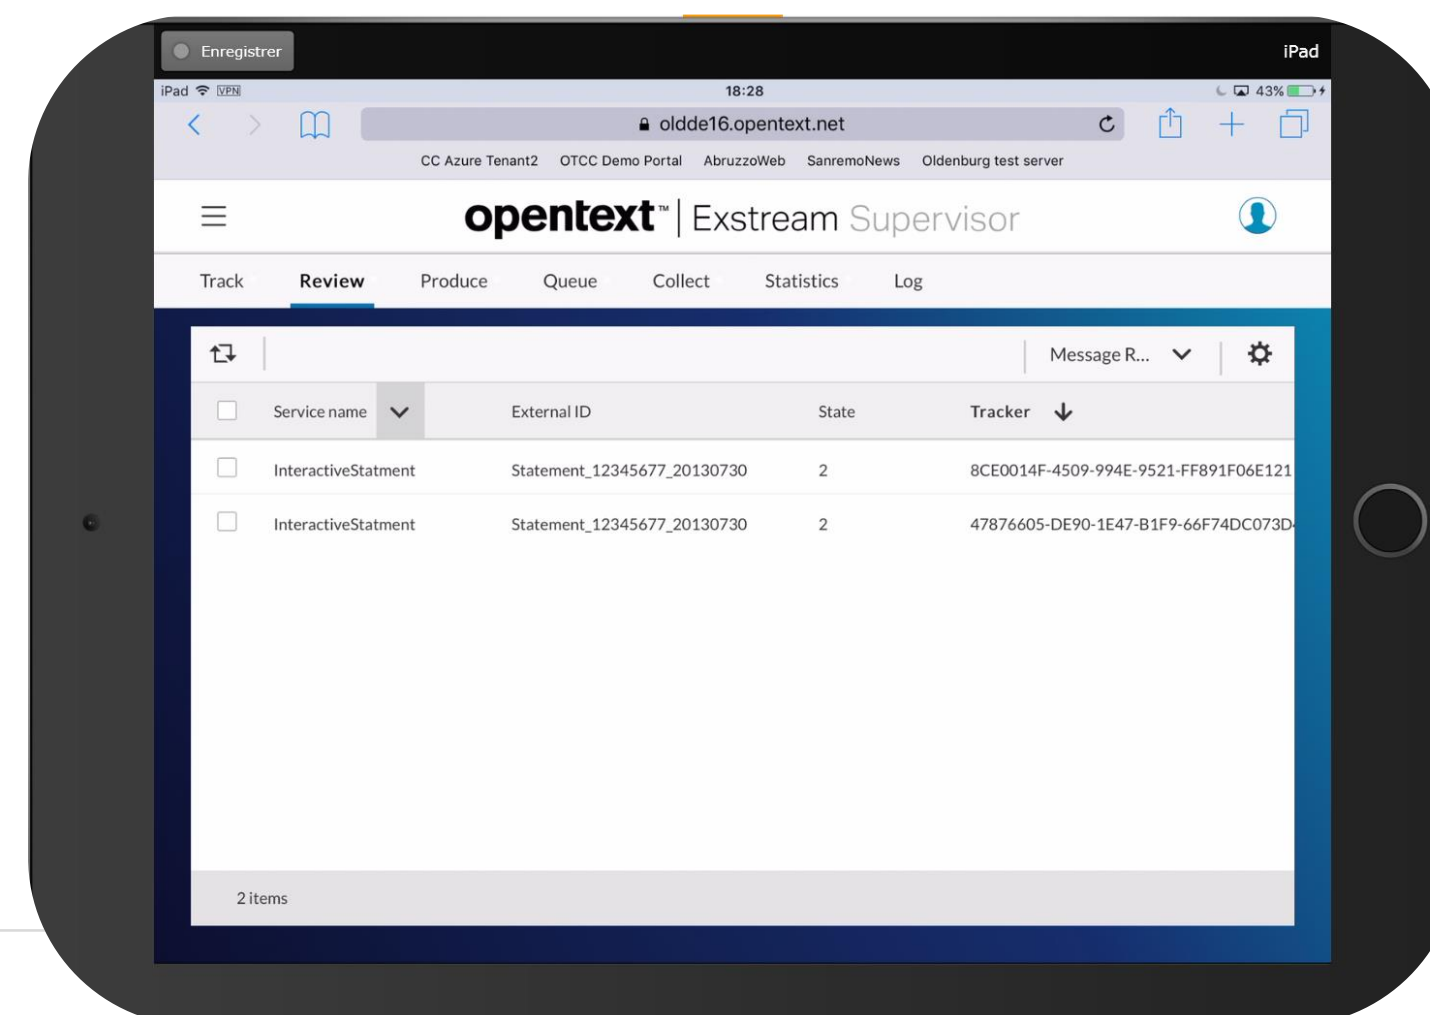 Enregistrer
iPad
iPad VPN 18:28 43%
oldde16.opentext.net
CC Azure Tenant2 OTCC Demo Portal AbruzzoWeb SanremoNews Oldenburg test server
opentext™ | Exstream Supervisor
Track Review Produce Queue Collect Statistics Log
Message R...
Service name External ID State Tracker
InteractiveStatment Statement_12345677_20130730 2 8CE0014F-4509-994E-9521-FF891F06E121
InteractiveStatment Statement_12345677_20130730 2 47876605-DE90-1E47-B1F9-66F74DC073D
2 items